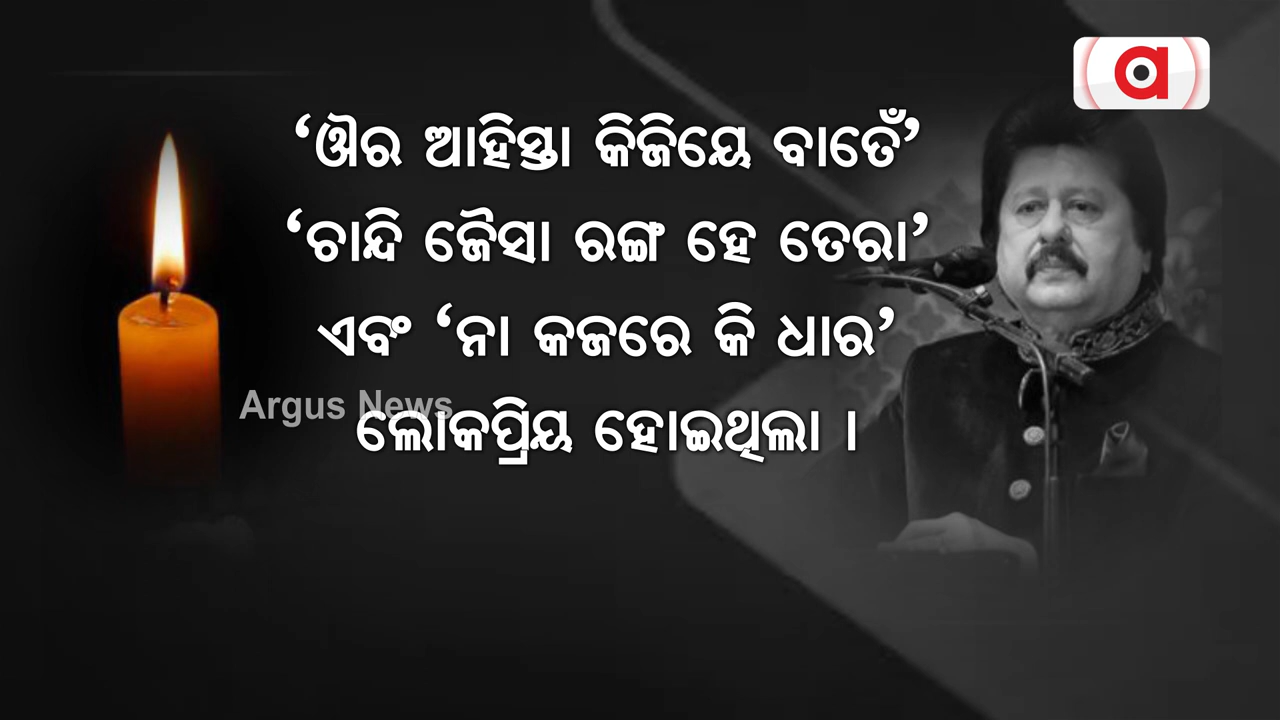 ‘ଔର ଆହିସ୍ତା କିଜିୟେ ବାତେଁ’
‘ଚାନ୍ଦି ଜୈସା ରଙ୍ଗ ହେ ତେରା’
ଏବଂ ‘ନା କଜରେ କି ଧାର’
Argus News
ଲୋକପ୍ରିୟ ହୋଇଥିଲା ।